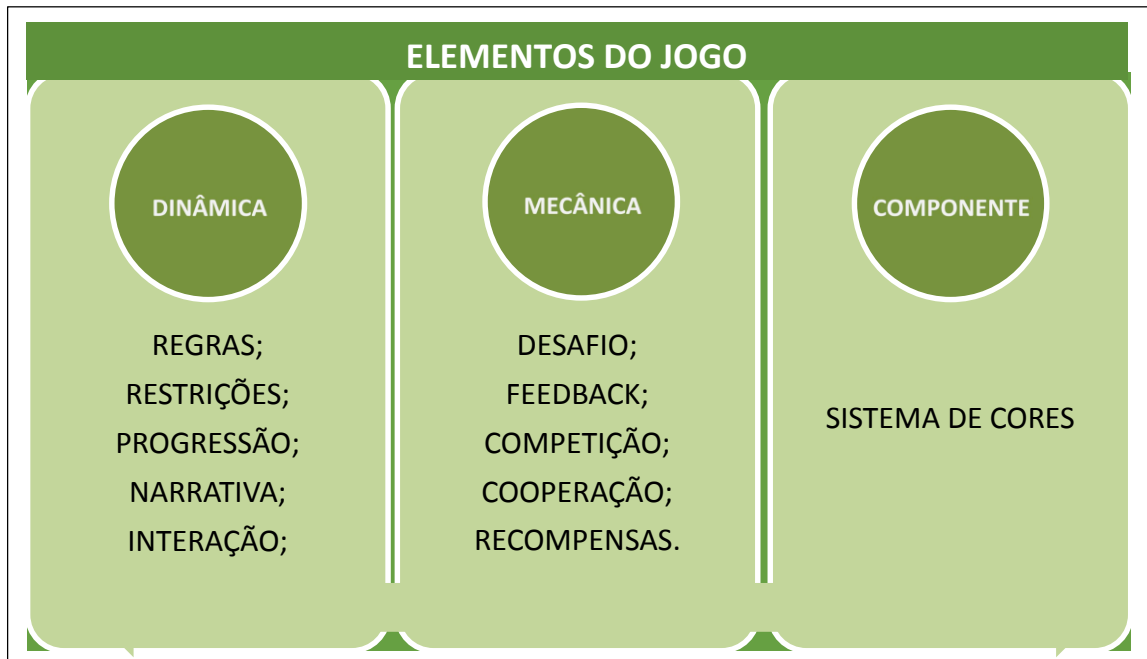 ELEMENTOS DO JOGO
DINÂMICA
REGRAS;
RESTRIÇÕES;
PROGRESSÃO;
NARRATIVA;
INTERAÇÃO;
MECÂNICA
DESAFIO;
FEEDBACK;
COMPETIÇÃO;
COOPERAÇÃO;
RECOMPENSAS.
COMPONENTE
SISTEMA DE CORES